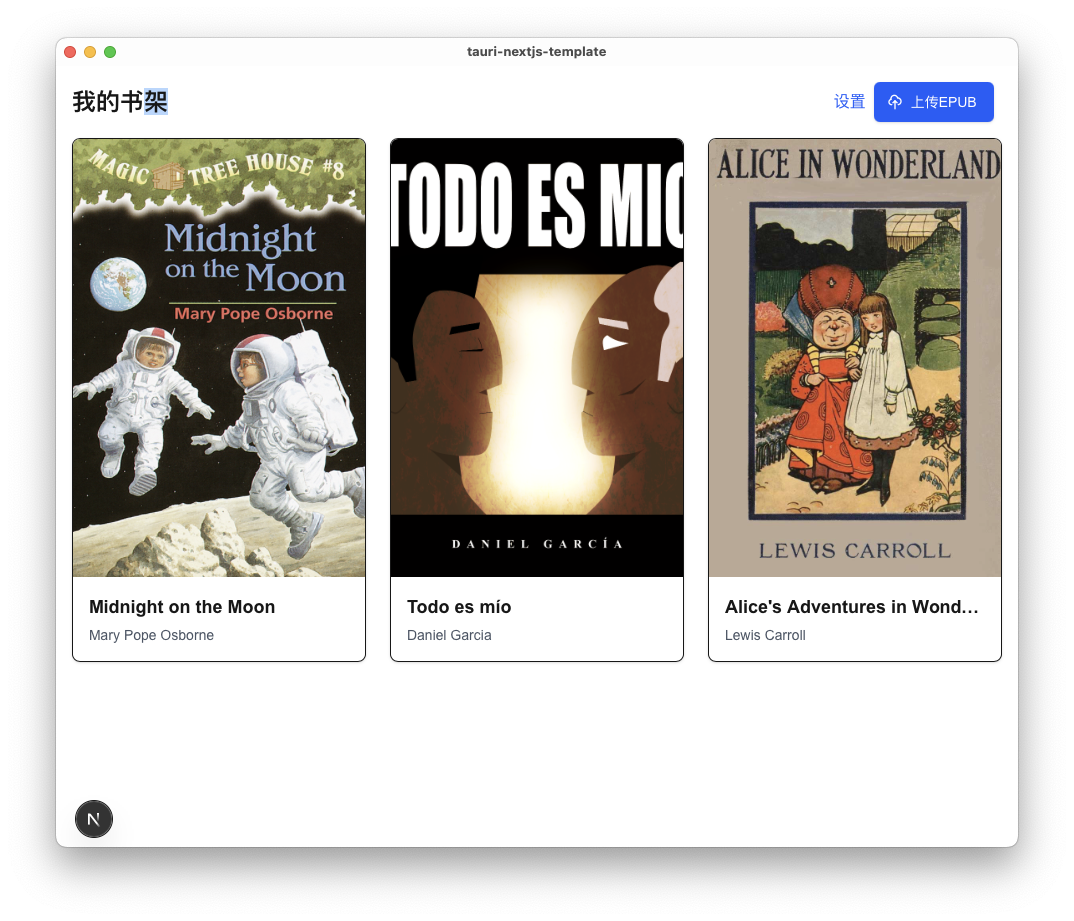 tauri-nextjs-template
我的书架
设置
上传EPUB
MAGIC TREE HOUSE #8
Midnight
on the Moon
Mary Pope Osborne
TODO ES MIO
DANIEL GARCÍA
ALICE IN WONDERLAND
LEWIS CARROLL
Midnight on the Moon
Mary Pope Osborne
Todo es mío
Daniel Garcia
Alice's Adventures in Wond…
Lewis Carroll
N